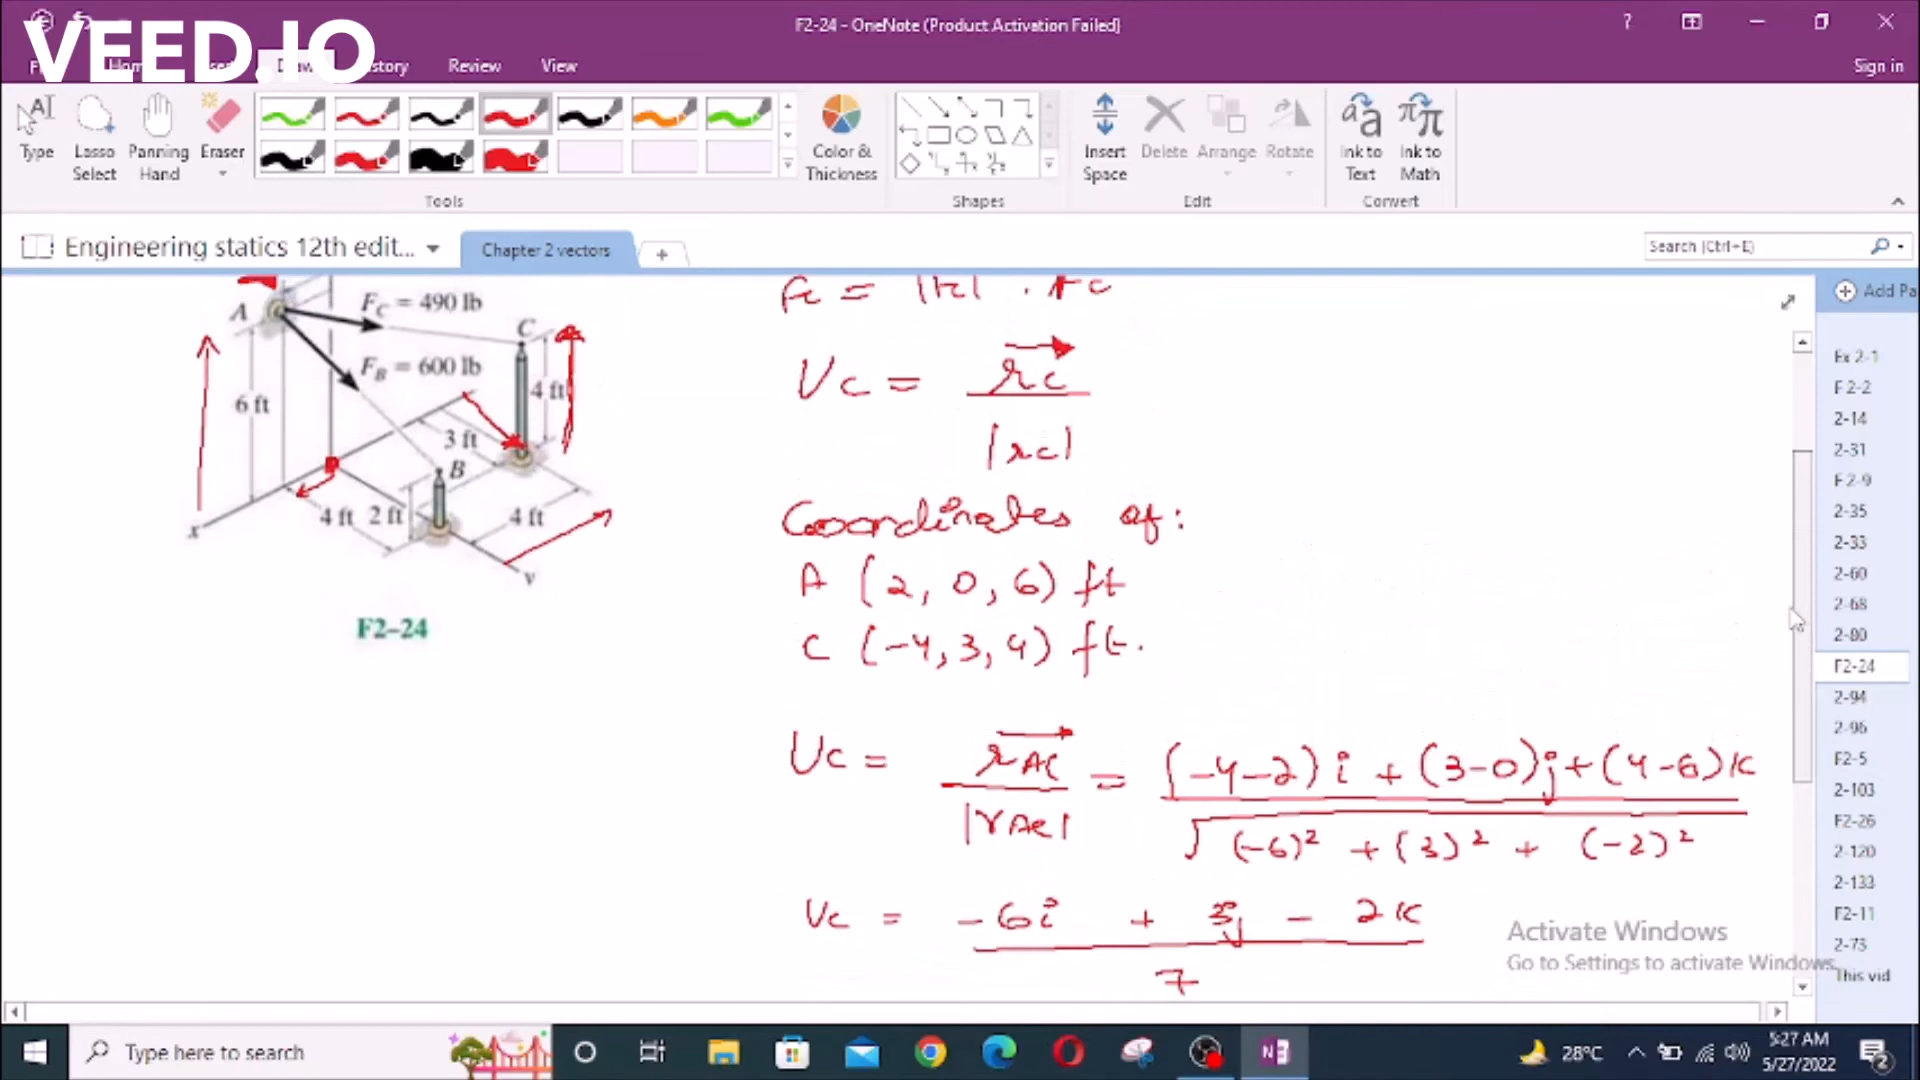 VEED.IO
F2-24 - OneNote (Product Activation Failed)
?
Review
View
Sign in
Type
Lasso Select
Panning Hand
Eraser
Tools
Color & Thickness
Shapes
Insert Space
Delete
Arrange
Rotate
Edit
Ink to Text
Ink to Math
Convert
Engineering statics 12th edit...
Chapter 2 vectors
+
Search (Ctrl+E)
Add Pa
A
F_C = 490 lb
C
F_B = 600 lb
4 ft
6 ft
3 ft
B
4 ft
2 ft
4 ft
x
y
F2–24
Uc = rc / |rc|
Coordinates of:
A (2, 0, 6) ft
C (-4, 3, 4) ft.
Uc = rAC / |rAC| = (-4-2)i + (3-0)j + (4-6)k / √(-6)² + (3)² + (-2)²
Uc = -6i + 3j - 2k / 7
Ex 2-1
F 2-2
2-14
2-31
F 2-9
2-35
2-33
2-60
2-68
2-80
F2-24
2-94
2-96
F2-5
2-103
F2-26
2-120
2-133
F2-11
2-73
This vid
Activate Windows
Go to Settings to activate Windows.
Type here to search
N
28°C
5:27 AM
5/27/2022
2